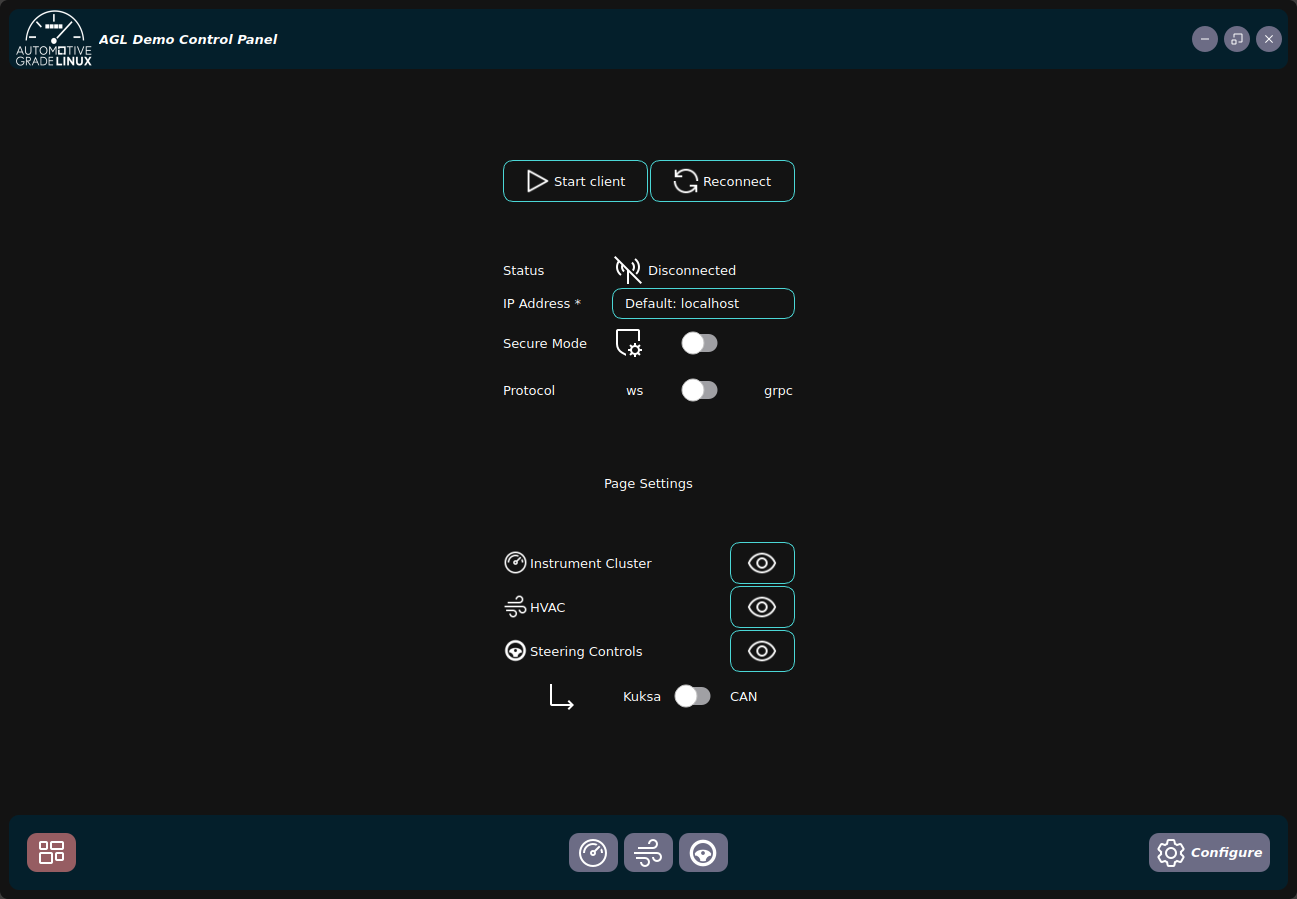 AUTOMOTIVE
GRADE LINUX
AGL Demo Control Panel
Start client
Reconnect
Status
Disconnected
IP Address *
Default: localhost
Secure Mode
Protocol
ws
grpc
Page Settings
Instrument Cluster
HVAC
Steering Controls
Kuksa
CAN
Configure